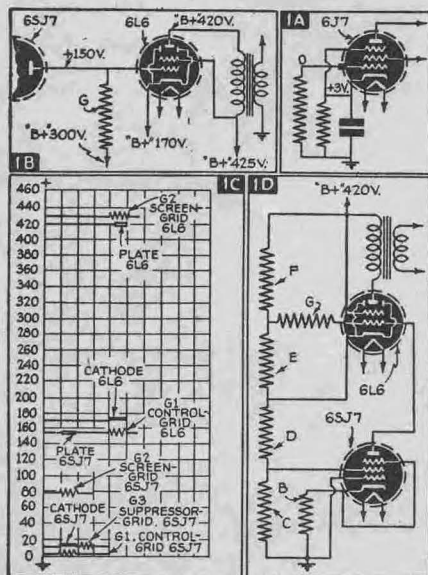 6SJ7
6L6
"B+"420V.
+150V.
G
"B+"300V.
"B+"170V.
"B+"425V.
1B
1A
6J7
0
+3V.
1C
460
440
420
400
380
360
340
320
300
280
260
240
220
200
180
160
140
120
100
80
60
40
20
0
+
G2
SCREEN-
GRID
6L6
PLATE
6L6
CATHODE
6L6
G1
CONTROL-
GRID
6L6
PLATE
6SJ7
G2
SCREEN-
GRID
6SJ7
CATHODE
6SJ7
G3
SUPPRESSOR-
GRID. 6SJ7
G1. CONTROL-
GRID 6SJ7
1D
"B+"420V.
F
G
E
6L6
D
6SJ7
B
C